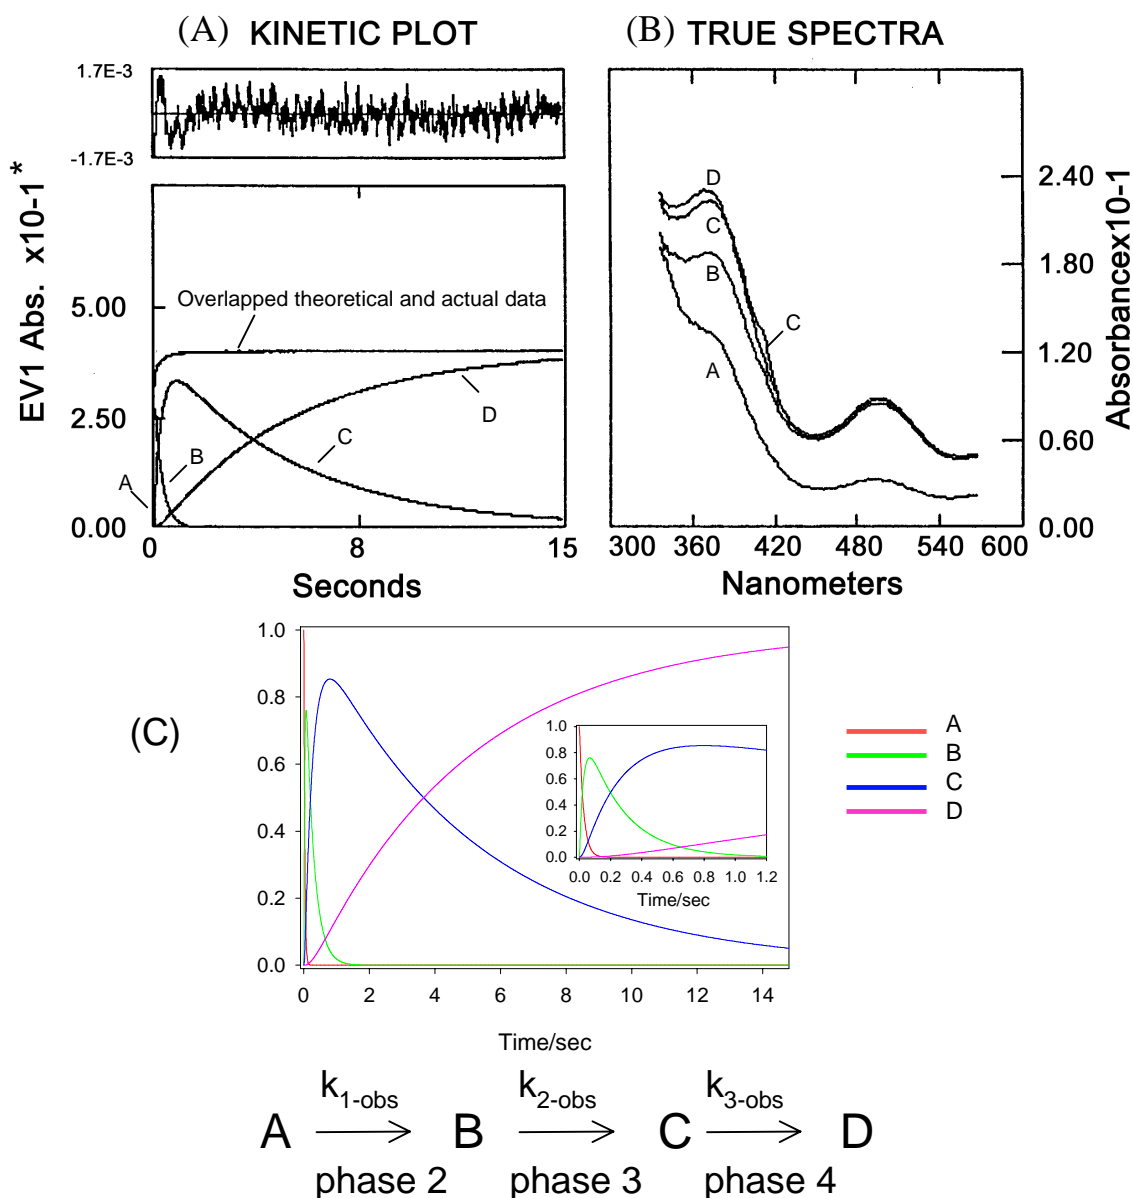 (A) KINETIC PLOT
1.7E-3
-1.7E-3
EV1 Abs. x10-1*
5.00
2.50
0.00
Overlapped theoretical and actual data
A
B
C
D
0 8 15
Seconds
(B) TRUE SPECTRA
D
C
B
C
A
2.40
1.80
1.20
0.60
0.00
Absorbancex10-1
300 360 420 480 540 600
Nanometers
(C)
1.0
0.8
0.6
0.4
0.2
0.0
0 2 4 6 8 10 12 14
Time/sec
1.0
0.8
0.6
0.4
0.2
0.0
0.0 0.2 0.4 0.6 0.8 1.0 1.2
Time/sec
A
B
C
D
k1-obs k2-obs k3-obs
A B C D
phase 2 phase 3 phase 4